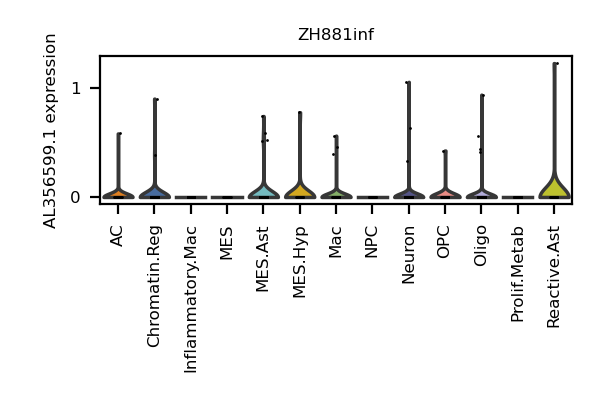 ZH881inf
AL356599.1 expression
1
0
AC
Chromatin.Reg
Inflammatory.Mac
MES
MES.Ast
MES.Hyp
Mac
NPC
Neuron
OPC
Oligo
Prolif.Metab
Reactive.Ast